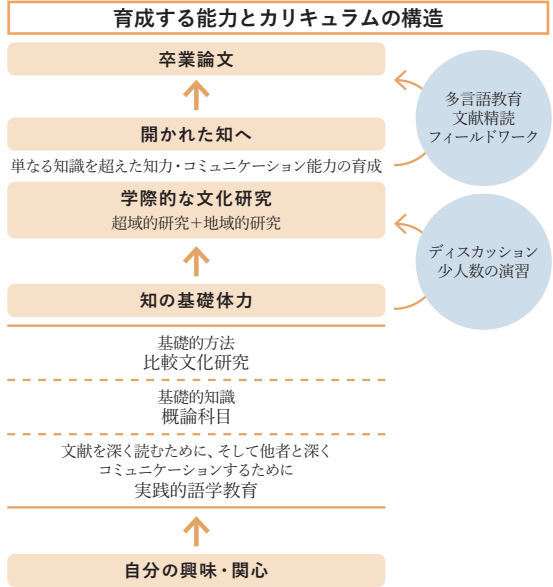 育成する能力とカリキュラムの構造
卒業論文
開かれた知へ
単なる知識を超えた知力・コミュニケーション能力の育成
多言語教育
文献精読
フィールドワーク
学際的な文化研究
超域的研究＋地域的研究
知の基礎体力
ディスカッション
少人数の演習
基礎的方法
比較文化研究
基礎的知識
概論科目
文献を深く読むために、そして他者と深く
コミュニケーションするために
実践的語学教育
自分の興味・関心